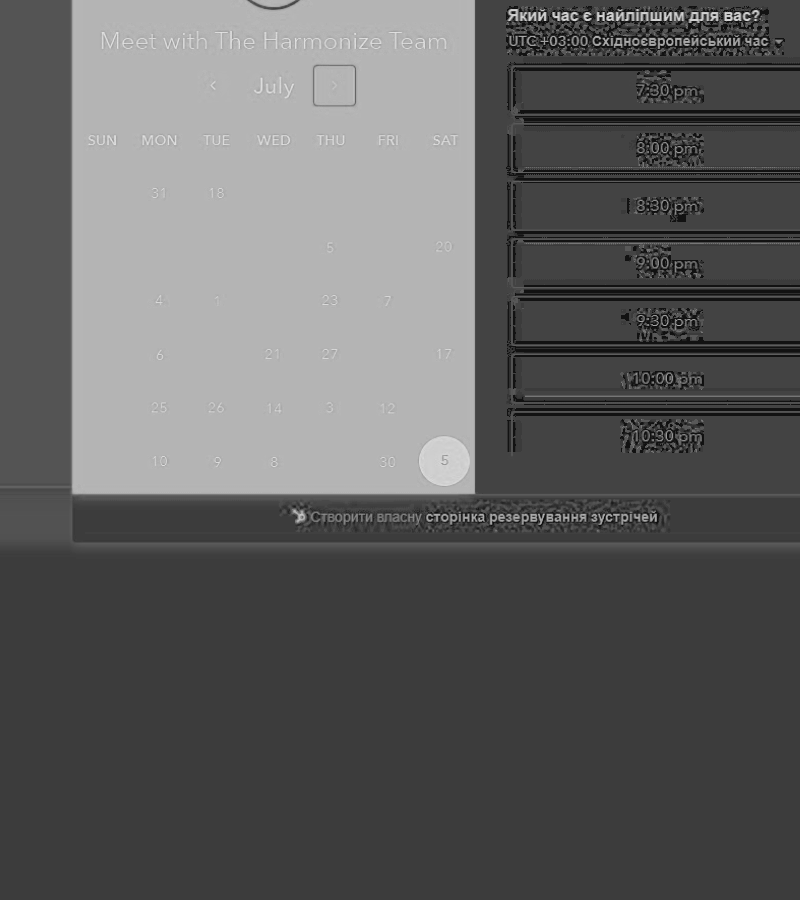 Meet with The Harmonize Team
July
SUN MON TUE WED THU FRI SAT
31 18
5 20
4 1 23 7
6 21 27 17
25 26 14 3 12
10 9 8 30 5
Який час є найліпшим для вас?
UTC +03:00 Східноєвропейський час
7:30 pm
8:00 pm
8:30 pm
9:00 pm
9:30 pm
10:00 pm
10:30 pm
Створити власну сторінка резервування зустрічей